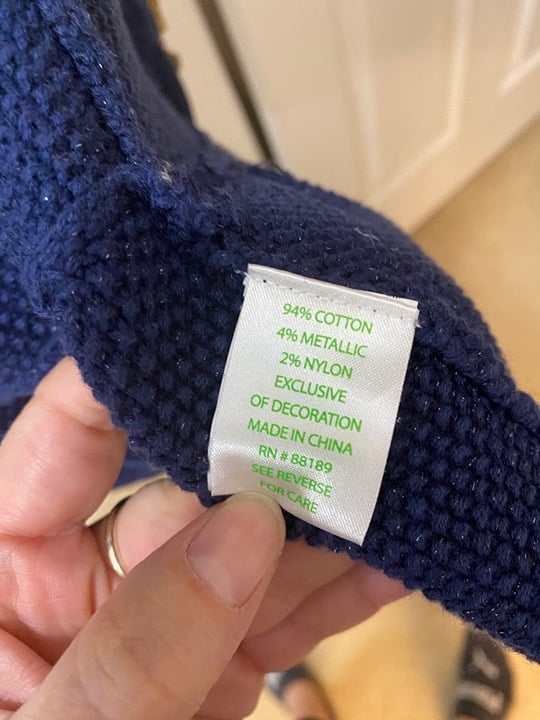 94% COTTON
4% METALLIC
2% NYLON
EXCLUSIVE
OF DECORATION
MADE IN CHINA
RN # 88189
SEE REVERSE
FOR CARE